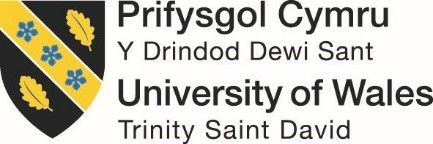 Prifysgol Cymru
Y Drindod Dewi Sant
University of Wales
Trinity Saint David